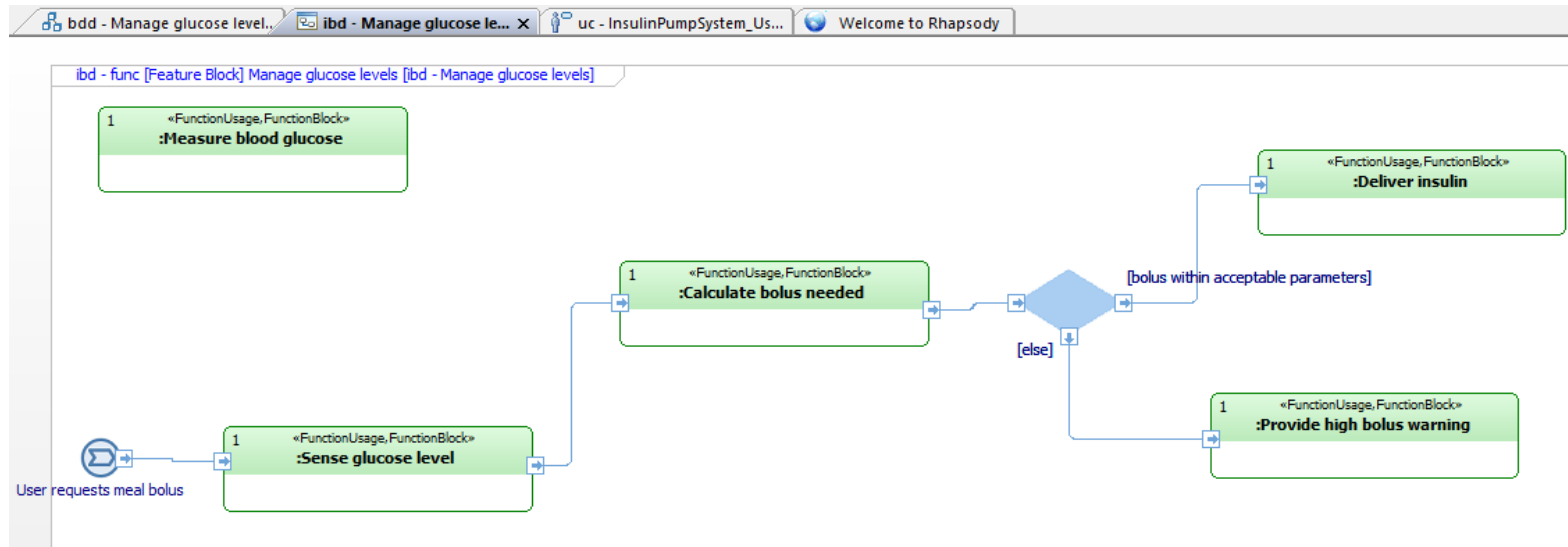 bdd - Manage glucose level..
ibd - Manage glucose le... X
uc - InsulinPumpSystem_Us...
Welcome to Rhapsody
ibd - func [Feature Block] Manage glucose levels [ibd - Manage glucose levels]
1 «FunctionUsage,FunctionBlock»
:Measure blood glucose
1 «FunctionUsage,FunctionBlock»
:Deliver insulin
1 «FunctionUsage,FunctionBlock»
:Calculate bolus needed
[bolus within acceptable parameters]
[else]
1 «FunctionUsage,FunctionBlock»
:Provide high bolus warning
1 «FunctionUsage,FunctionBlock»
:Sense glucose level
User requests meal bolus